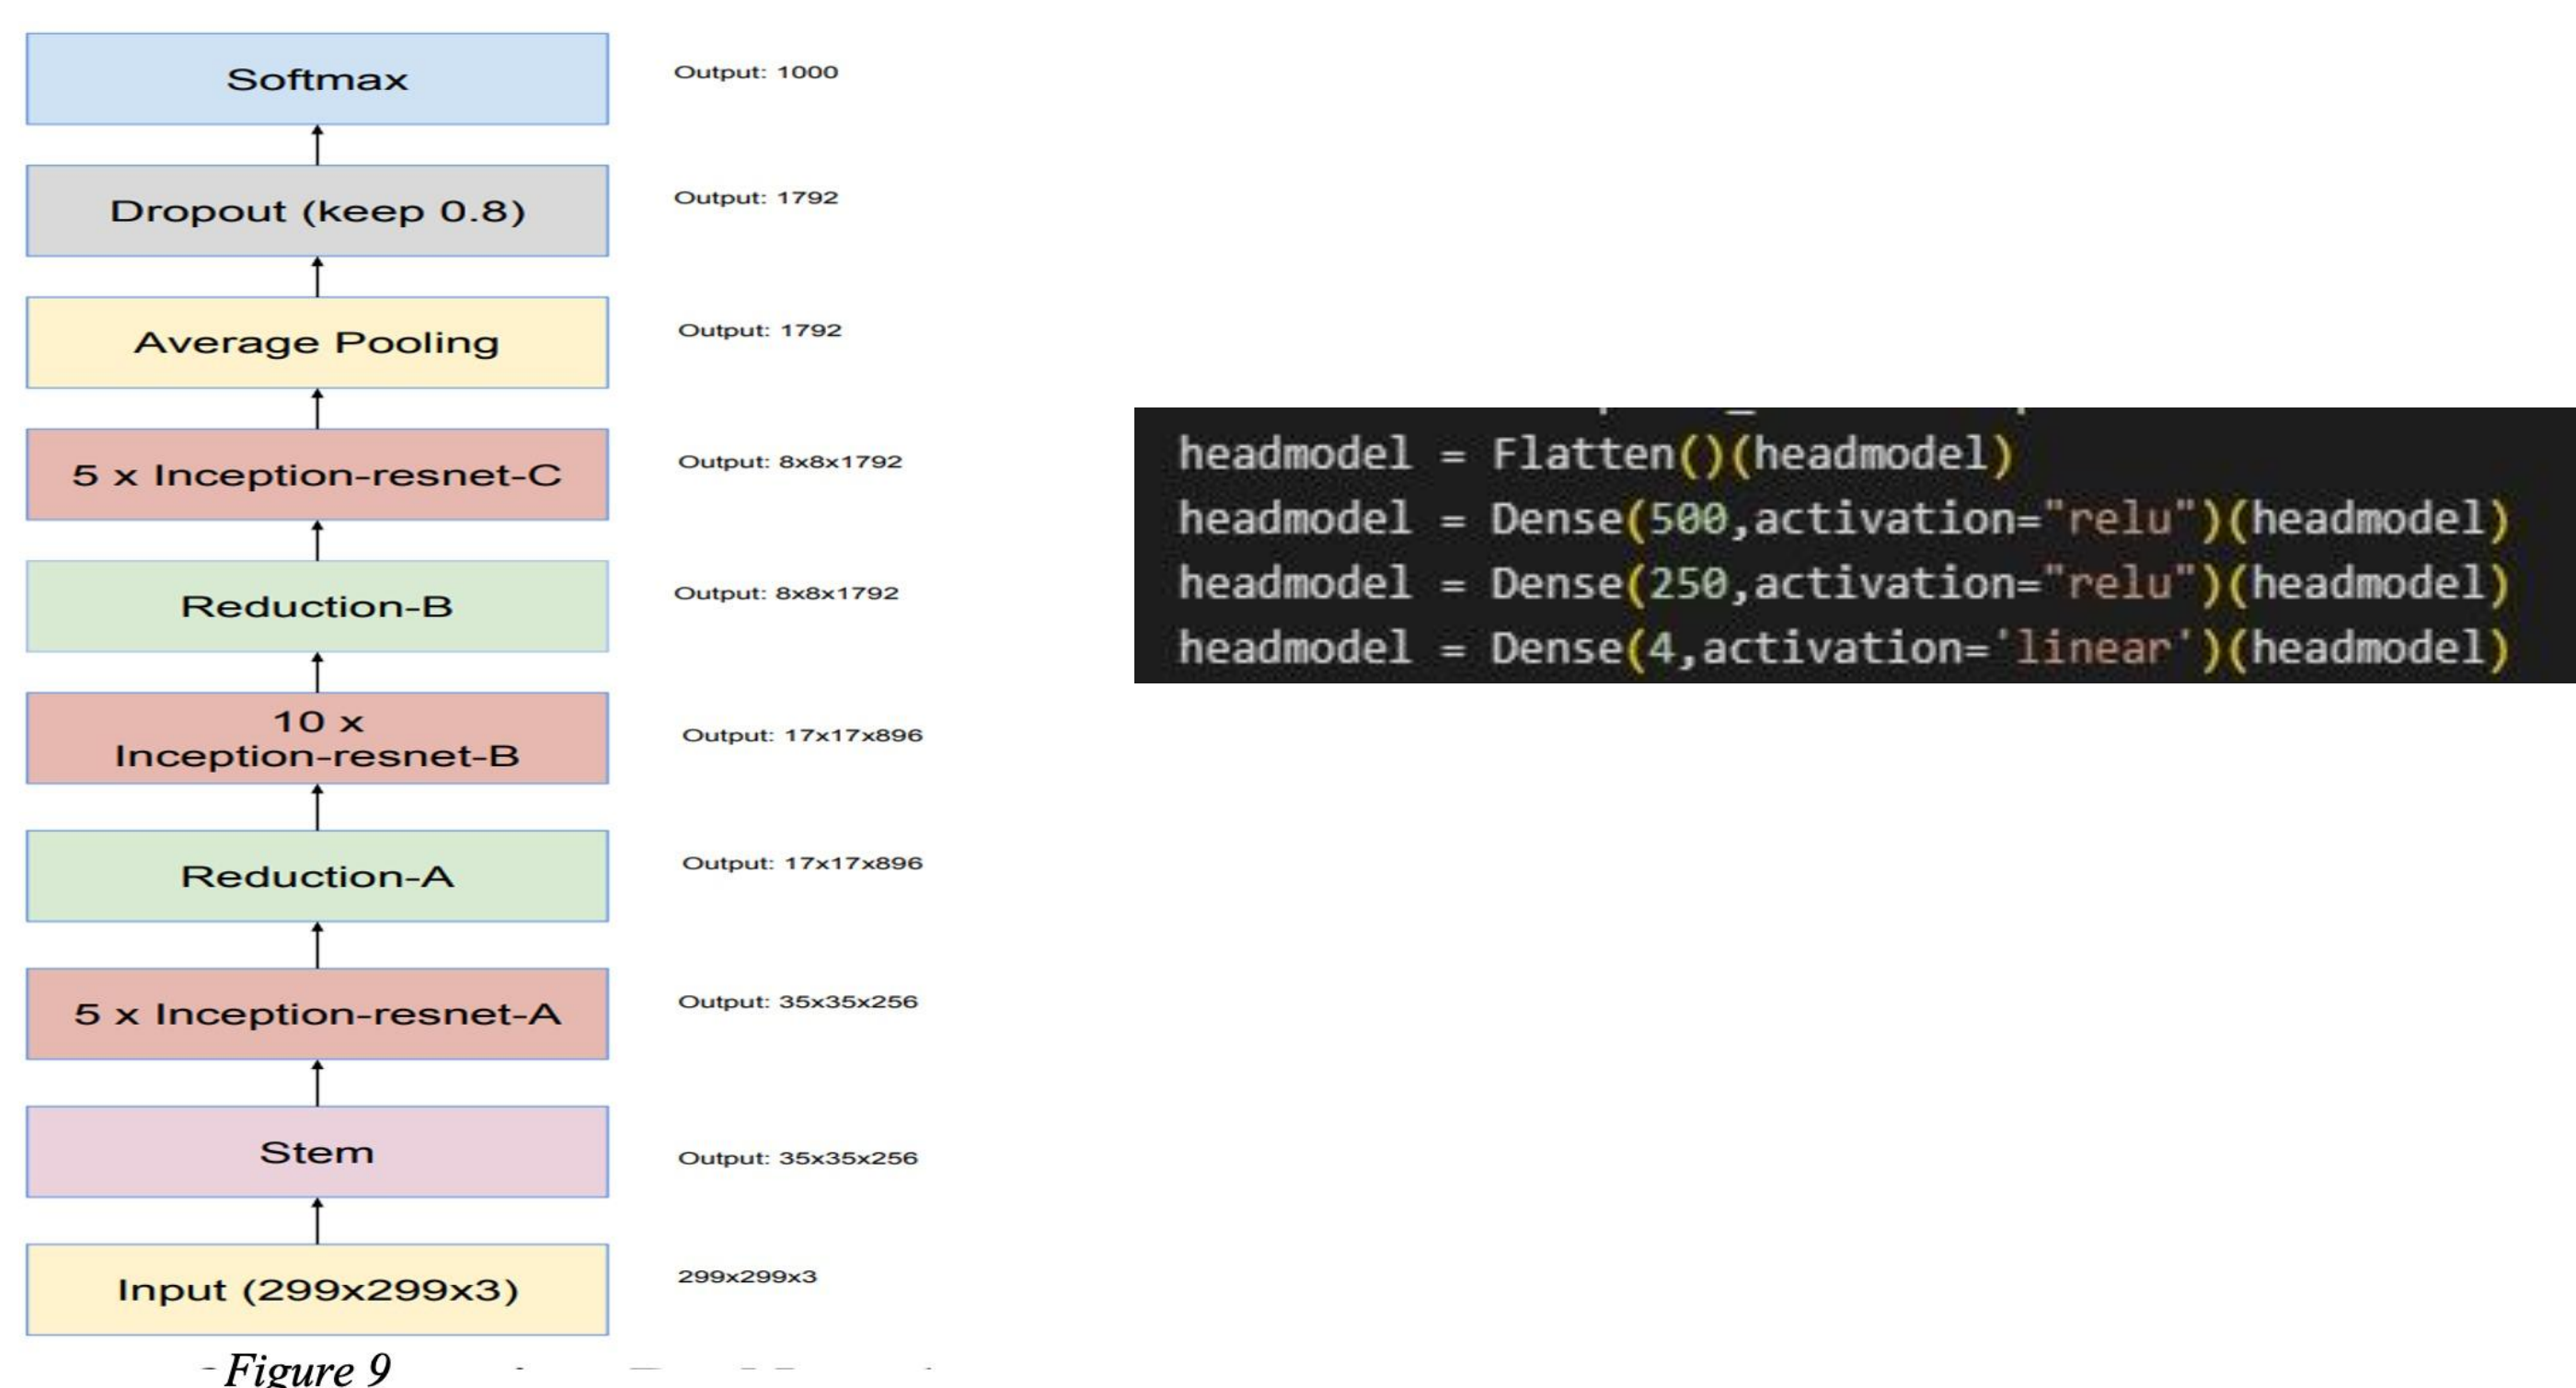 Softmax
Output: 1000
Dropout (keep 0.8)
Output: 1792
Average Pooling
Output: 1792
5 x Inception-resnet-C
Output: 8x8x1792
Reduction-B
Output: 8x8x1792
10 x
Inception-resnet-B
Output: 17x17x896
Reduction-A
Output: 17x17x896
5 x Inception-resnet-A
Output: 35x35x256
Stem
Output: 35x35x256
Input (299x299x3)
299x299x3
Figure 9
headmodel = Flatten()(headmodel)
headmodel = Dense(500,activation="relu")(headmodel)
headmodel = Dense(250,activation="relu")(headmodel)
headmodel = Dense(4,activation='linear')(headmodel)